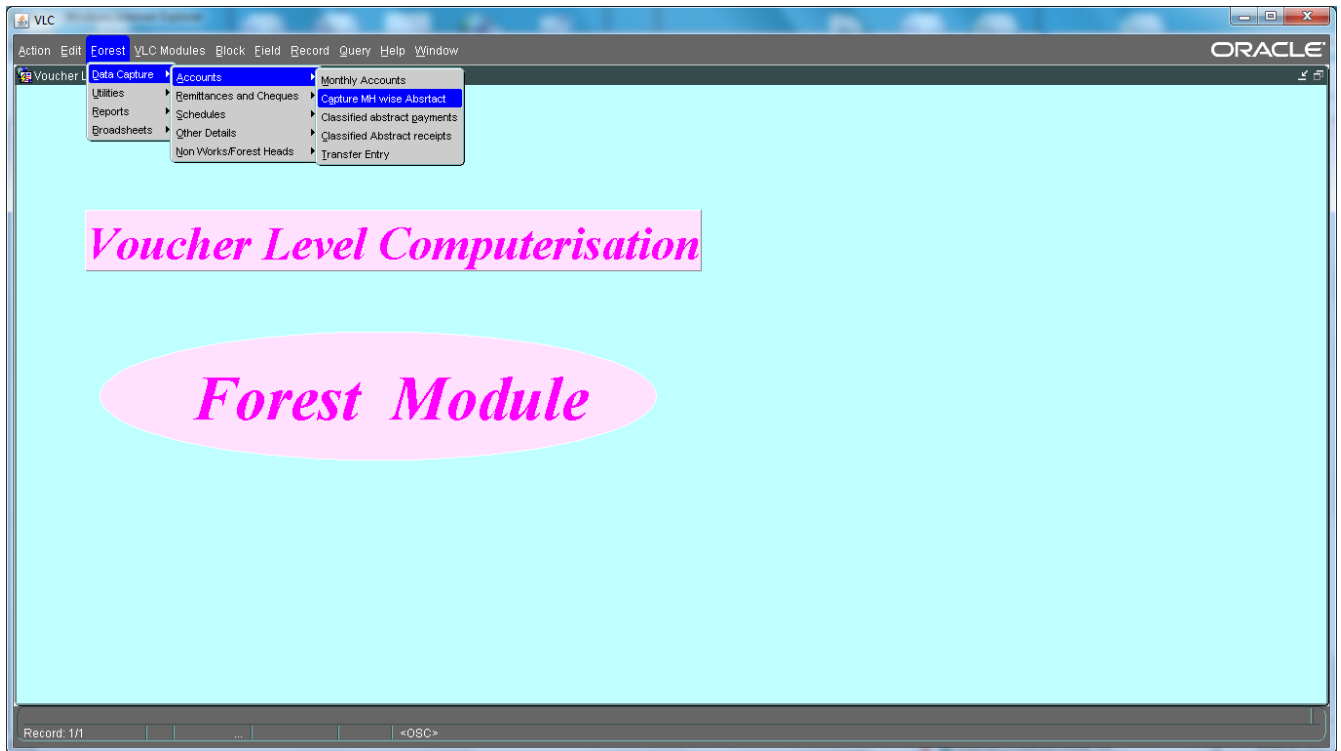 VLC
Action Edit Forest VLC Modules Block Field Record Query Help Window
ORACLE
Voucher L
Data Capture
Utilities
Reports
Broadsheets
Accounts
Remittances and Cheques
Schedules
Other Details
Non Works/Forest Heads
Monthly Accounts
Capture MH wise Absrtact
Classified abstract payments
Classified Abstract receipts
Transfer Entry
Voucher Level Computerisation
Forest Module
Record: 1/1 ... <OSC>